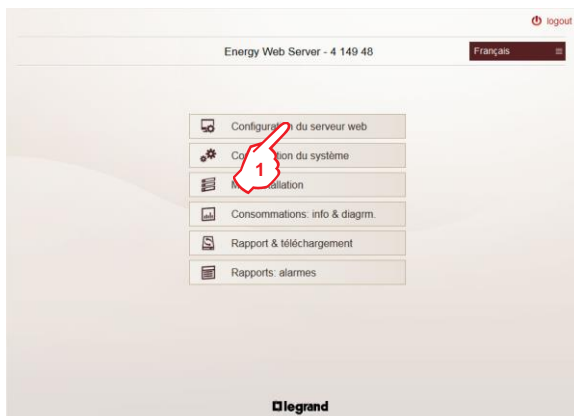 logout
Energy Web Server - 4 149 48
Français
Configuration du serveur web
du système
1
Consommations: info & diagrm.
Rapport & téléchargement
Rapports: alarmes
legrand